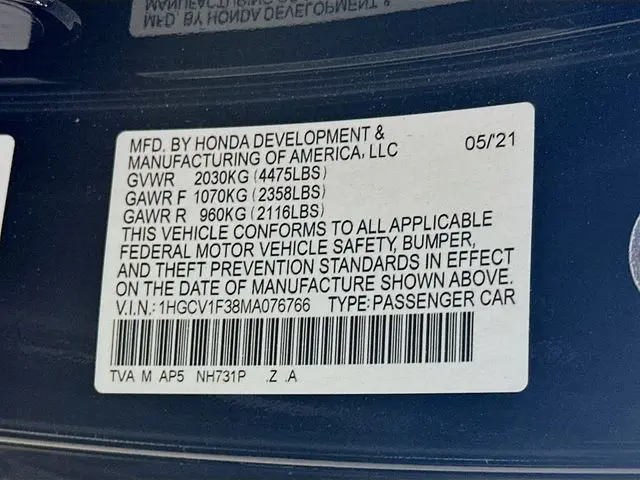 MFD. BY HONDA DEVELOPMENT &
MANUFACTURING OF AMERICA, LLC 05/'21
GVWR 2030KG (4475LBS)
GAWR F 1070KG (2358LBS)
GAWR R 960KG (2116LBS)
THIS VEHICLE CONFORMS TO ALL APPLICABLE
FEDERAL MOTOR VEHICLE SAFETY, BUMPER,
AND THEFT PREVENTION STANDARDS IN EFFECT
ON THE DATE OF MANUFACTURE SHOWN ABOVE.
V.I.N.: 1HGCV1F38MA076766 TYPE: PASSENGER CAR
TVA M AP5 NH731P .Z .A